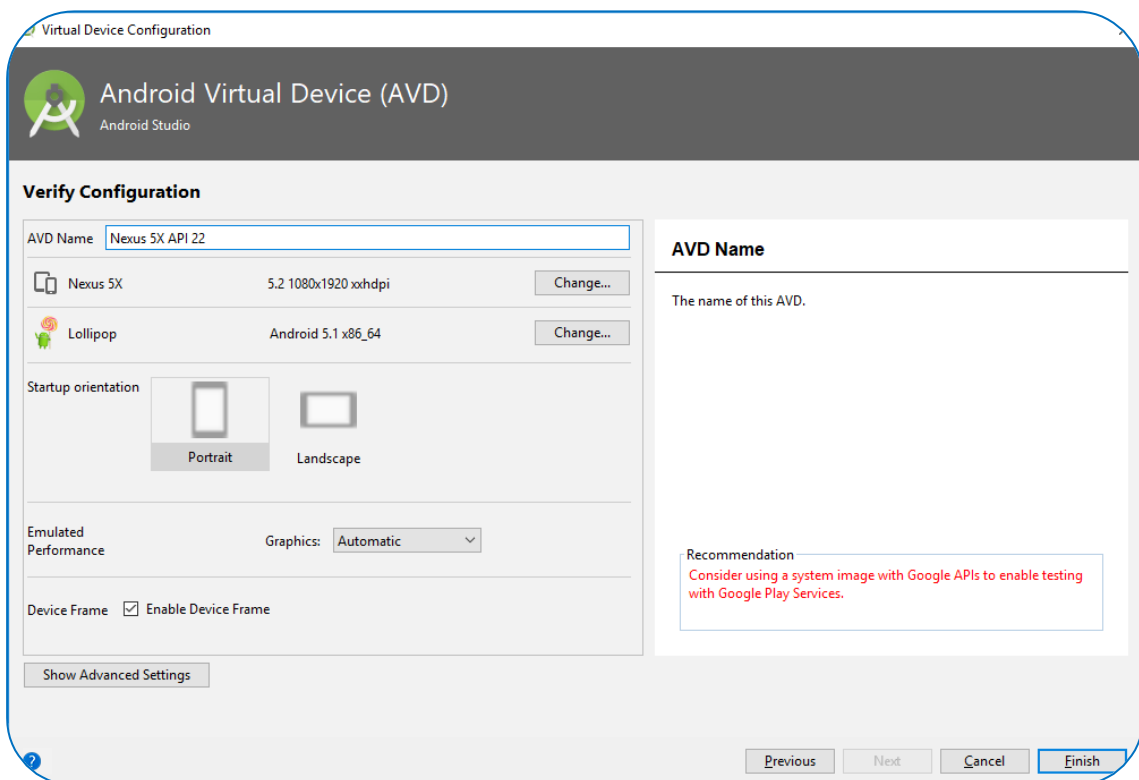 Virtual Device Configuration
Android Virtual Device (AVD)
Android Studio
Verify Configuration
AVD Name Nexus 5X API 22
Nexus 5X 5.2 1080x1920 xxhdpi Change...
Lollipop Android 5.1 x86_64 Change...
Startup orientation
Portrait Landscape
Emulated
Performance
Graphics: Automatic
Device Frame Enable Device Frame
Show Advanced Settings
AVD Name
The name of this AVD.
Recommendation
Consider using a system image with Google APIs to enable testing
with Google Play Services.
? Previous Next Cancel Finish